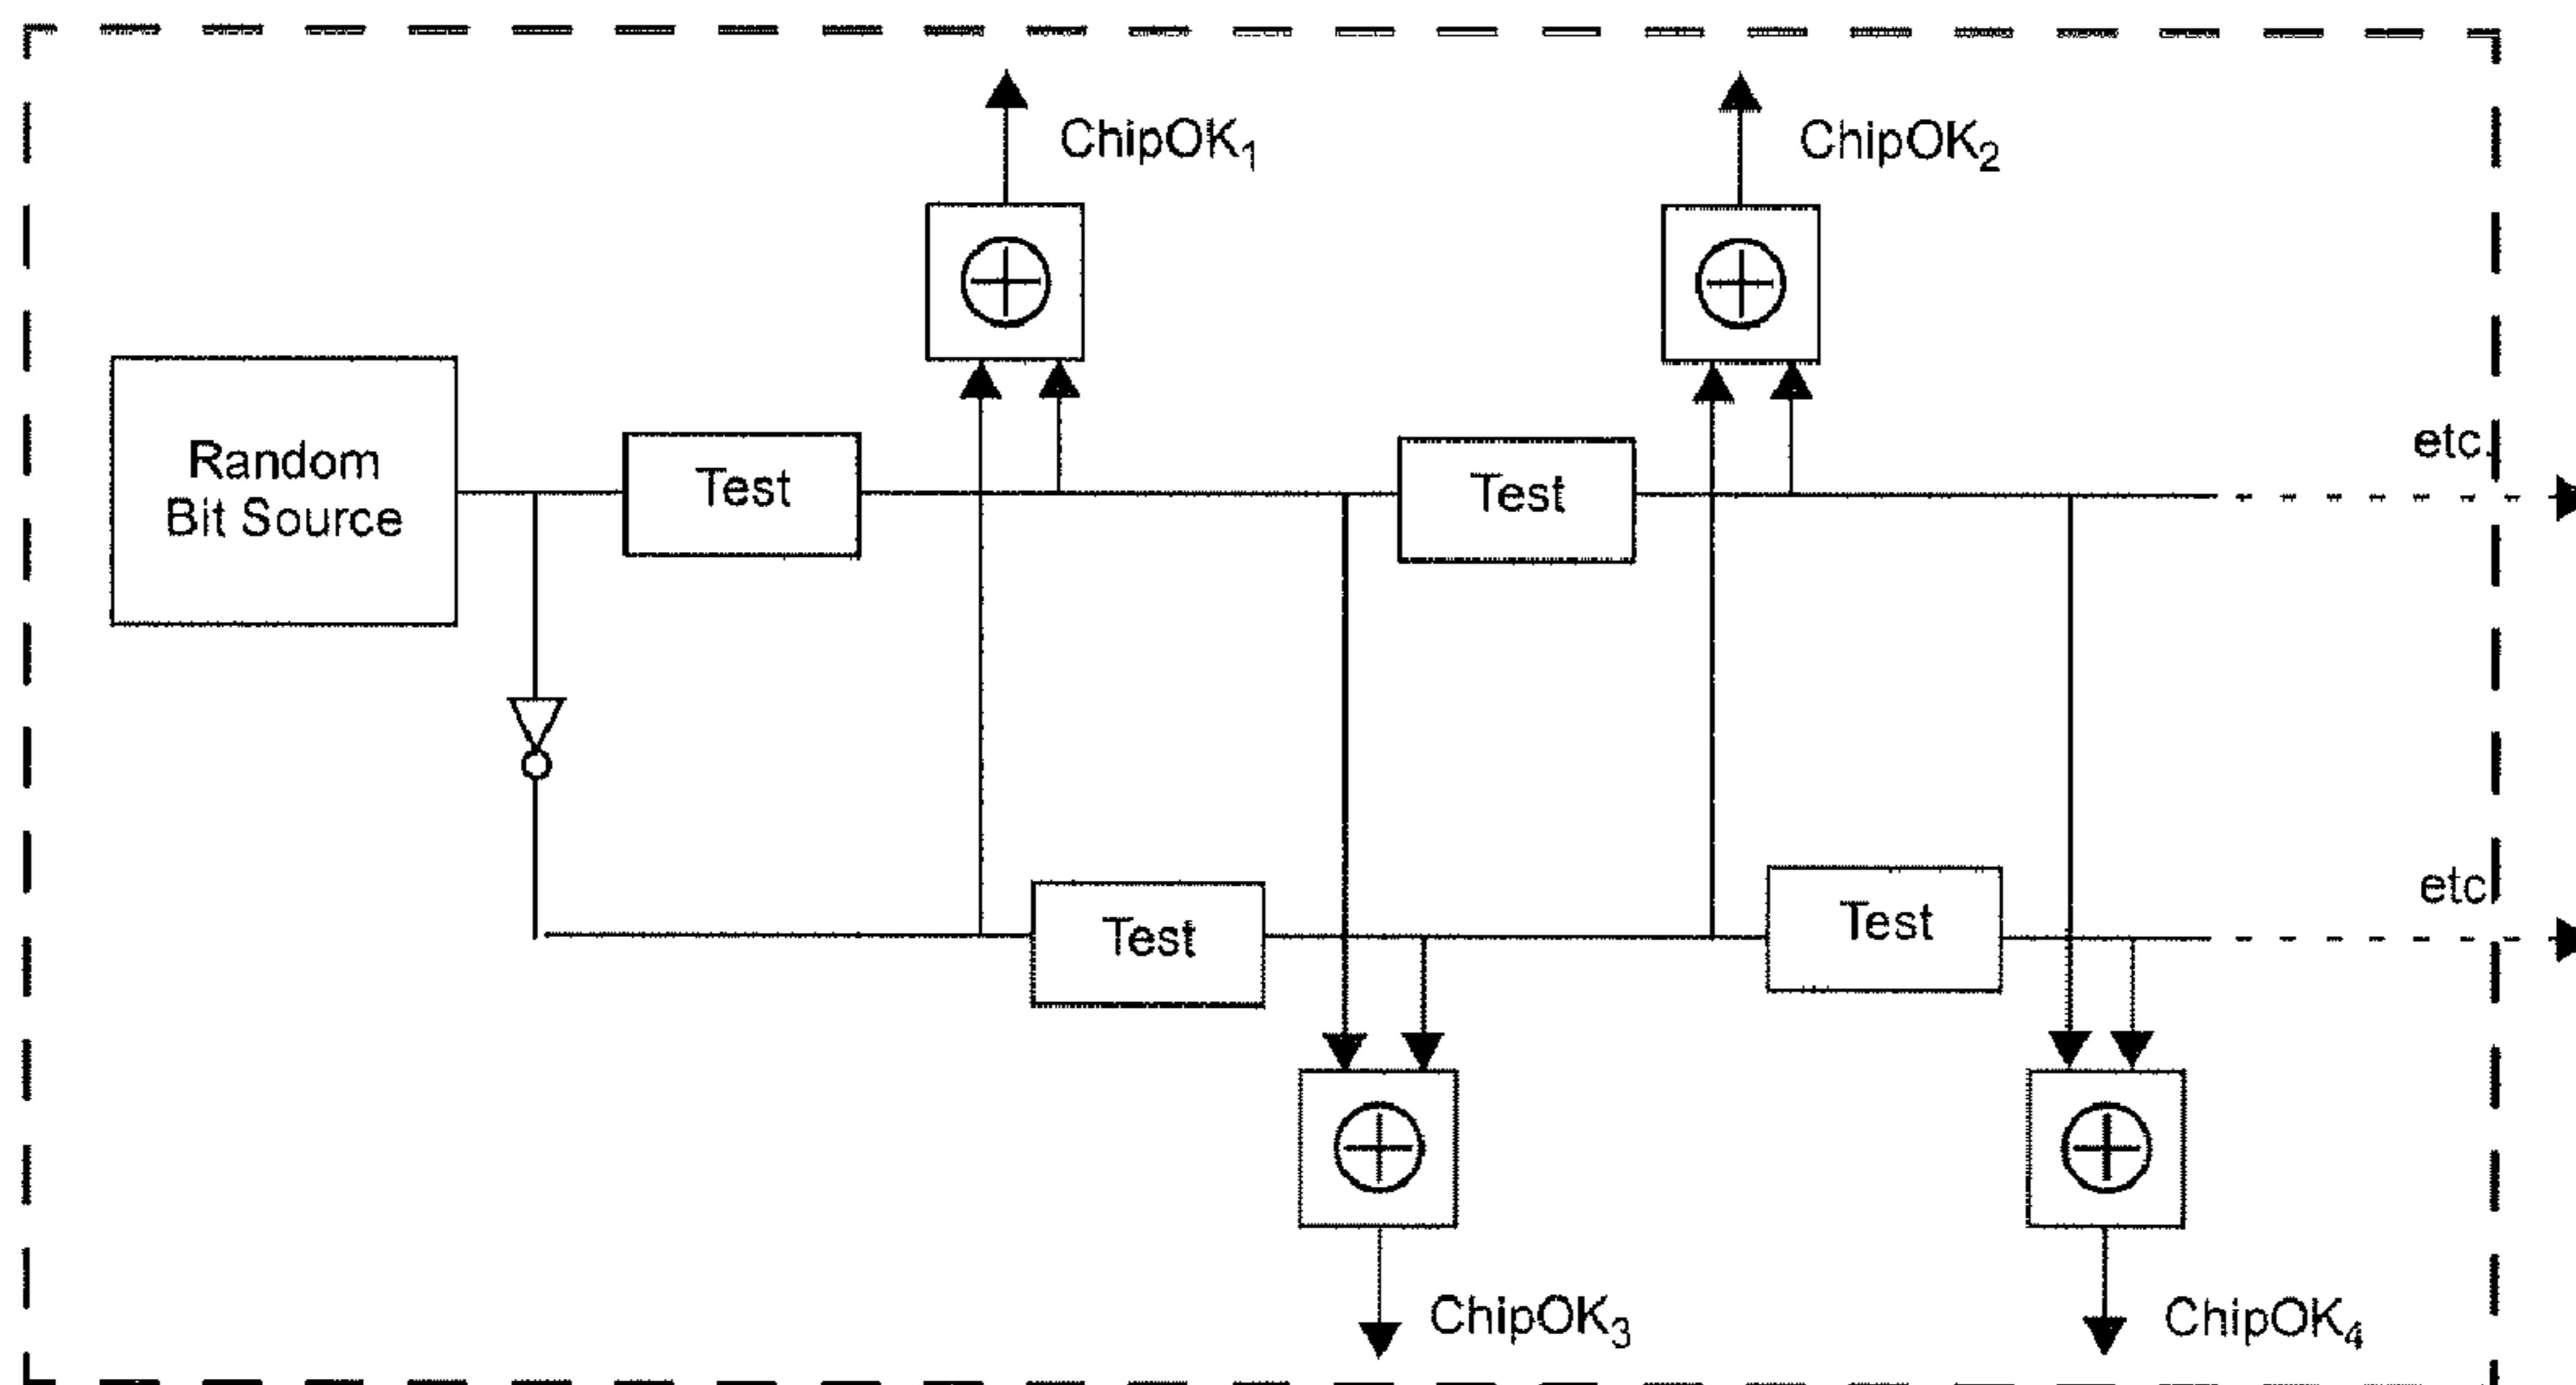 ChipOK₁
ChipOK₂
Random
Bit Source
Test
Test
etc.
Test
Test
etc
ChipOK₃
ChipOK₄